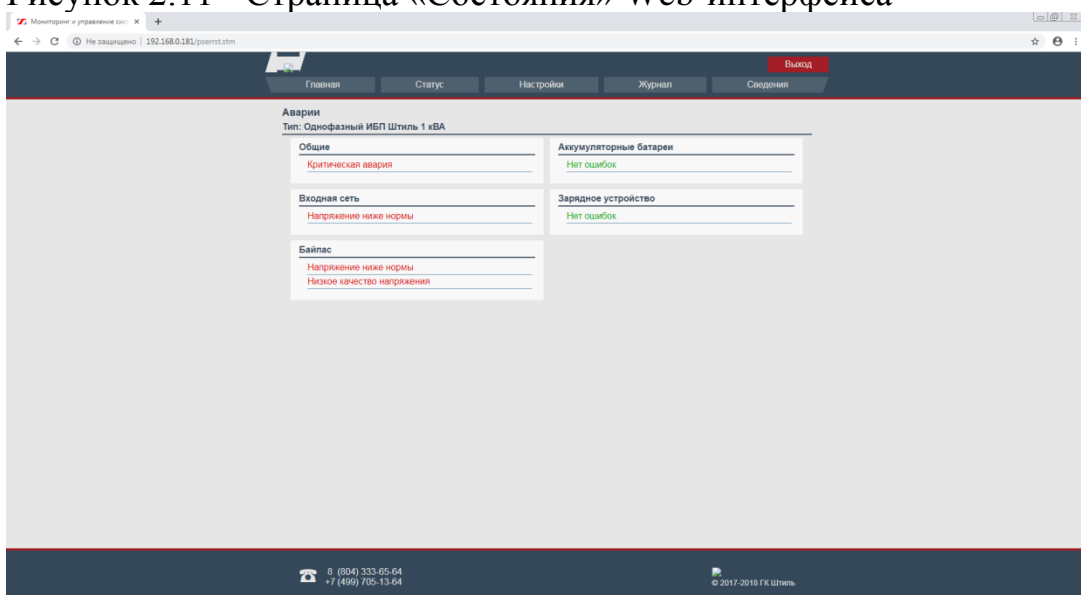 Рисунок 2.11 - Страница «Состояния» Web-интерфейса
Мониторинг и управление сис
Не защищено | 192.168.0.181/pserrst.stm
Выход
Главная Статус Настройки Журнал Сведения
Аварии
Тип: Однофазный ИБП Штиль 1 кВА
Общие
Критическая авария
Аккумуляторные батареи
Нет ошибок
Входная сеть
Напряжение ниже нормы
Зарядное устройство
Нет ошибок
Байпас
Напряжение ниже нормы
Низкое качество напряжения
8 (804) 333-65-64
+7 (499) 705-13-64
© 2017-2018 ГК Штиль